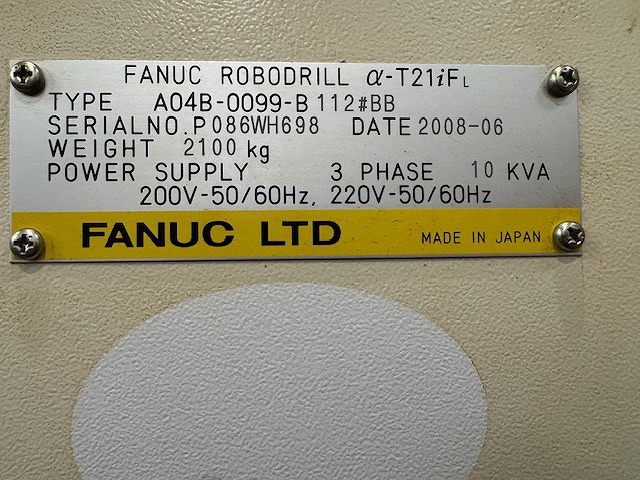 FANUC ROBODRILL α-T21iFL
TYPE A04B-0099-B112#BB
SERIALNO.P086WH698 DATE 2008-06
WEIGHT 2100 kg
POWER SUPPLY 3 PHASE 10 KVA
200V-50/60Hz, 220V-50/60Hz
FANUC LTD MADE IN JAPAN